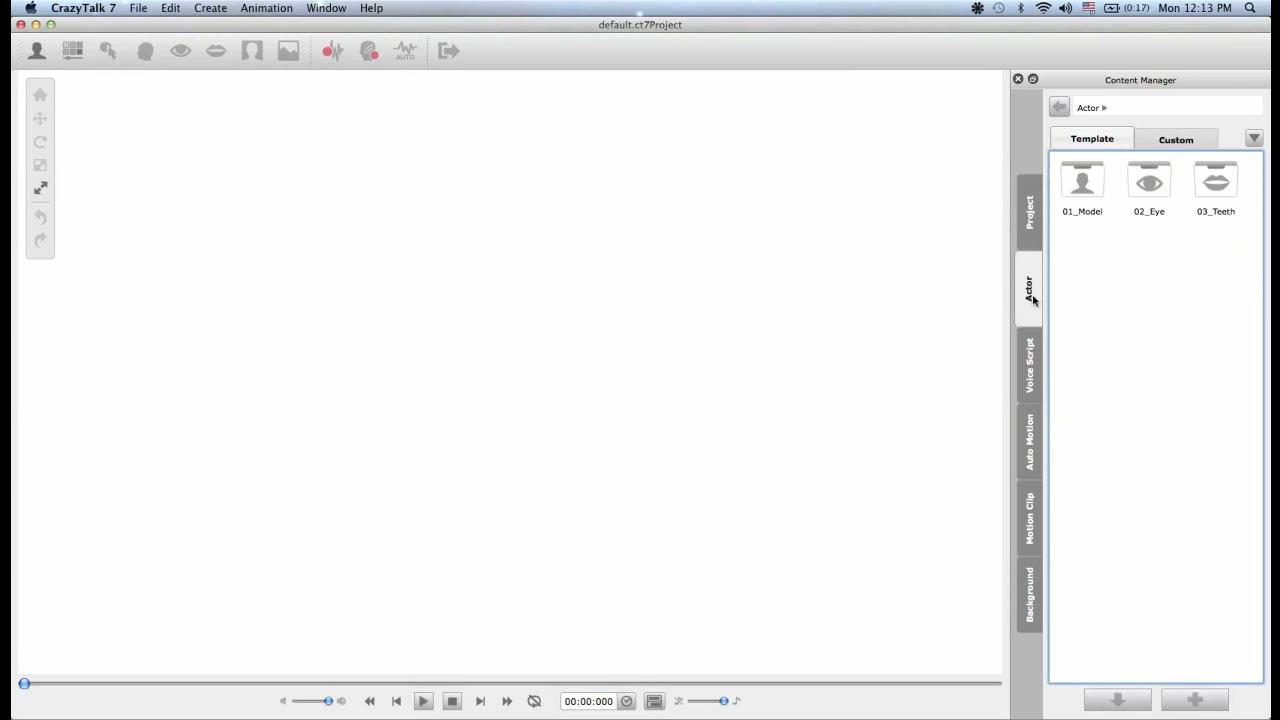 CrazyTalk 7 File Edit Create Animation Window Help (0:17) Mon 12:13 PM
default.ct7Project
AUTO
Content Manager
Actor
Template Custom
01_Model 02_Eye 03_Teeth
Project
Actor
Voice Script
Auto Motion
Motion Clip
Background
00:00:000